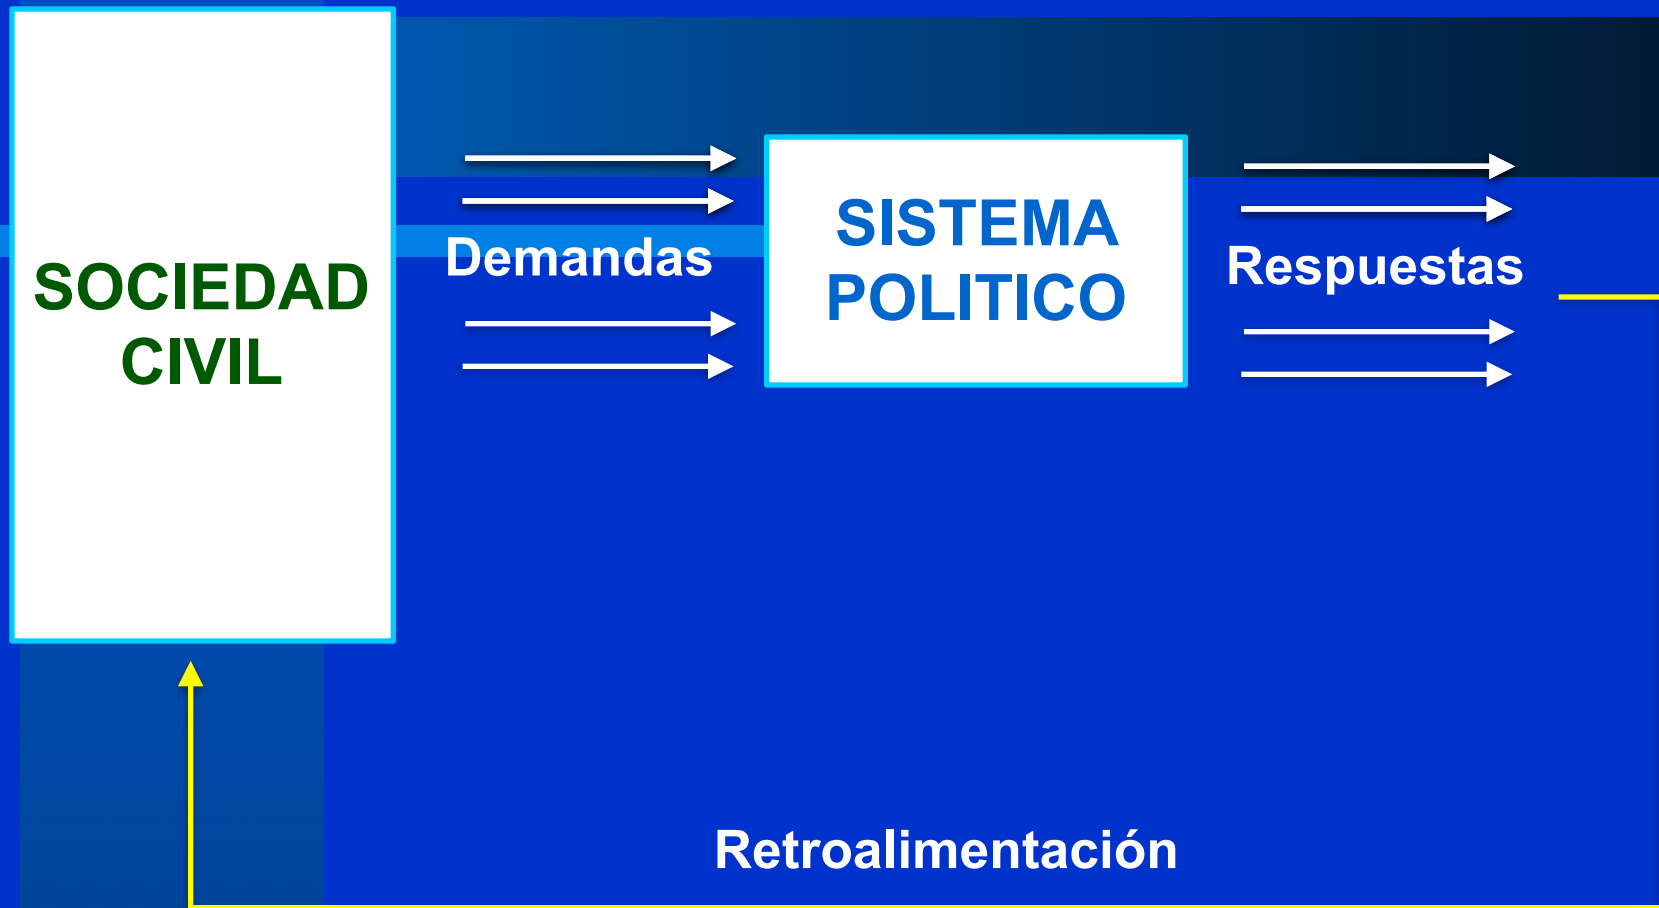 SOCIEDAD
CIVIL
Demandas
SISTEMA
POLITICO
Respuestas
Retroalimentación